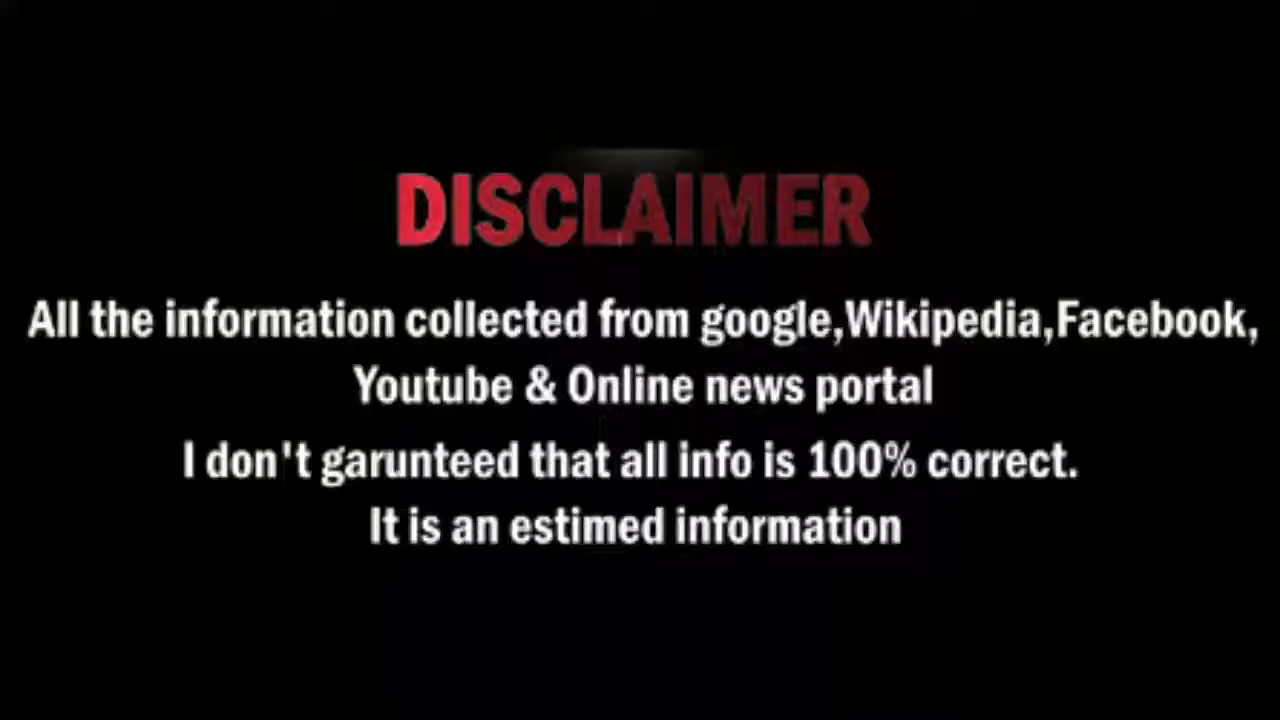 DISCLAIMER
All the information collected from google,Wikipedia,Facebook,
Youtube & Online news portal
I don't garunteed that all info is 100% correct.
It is an estimed information